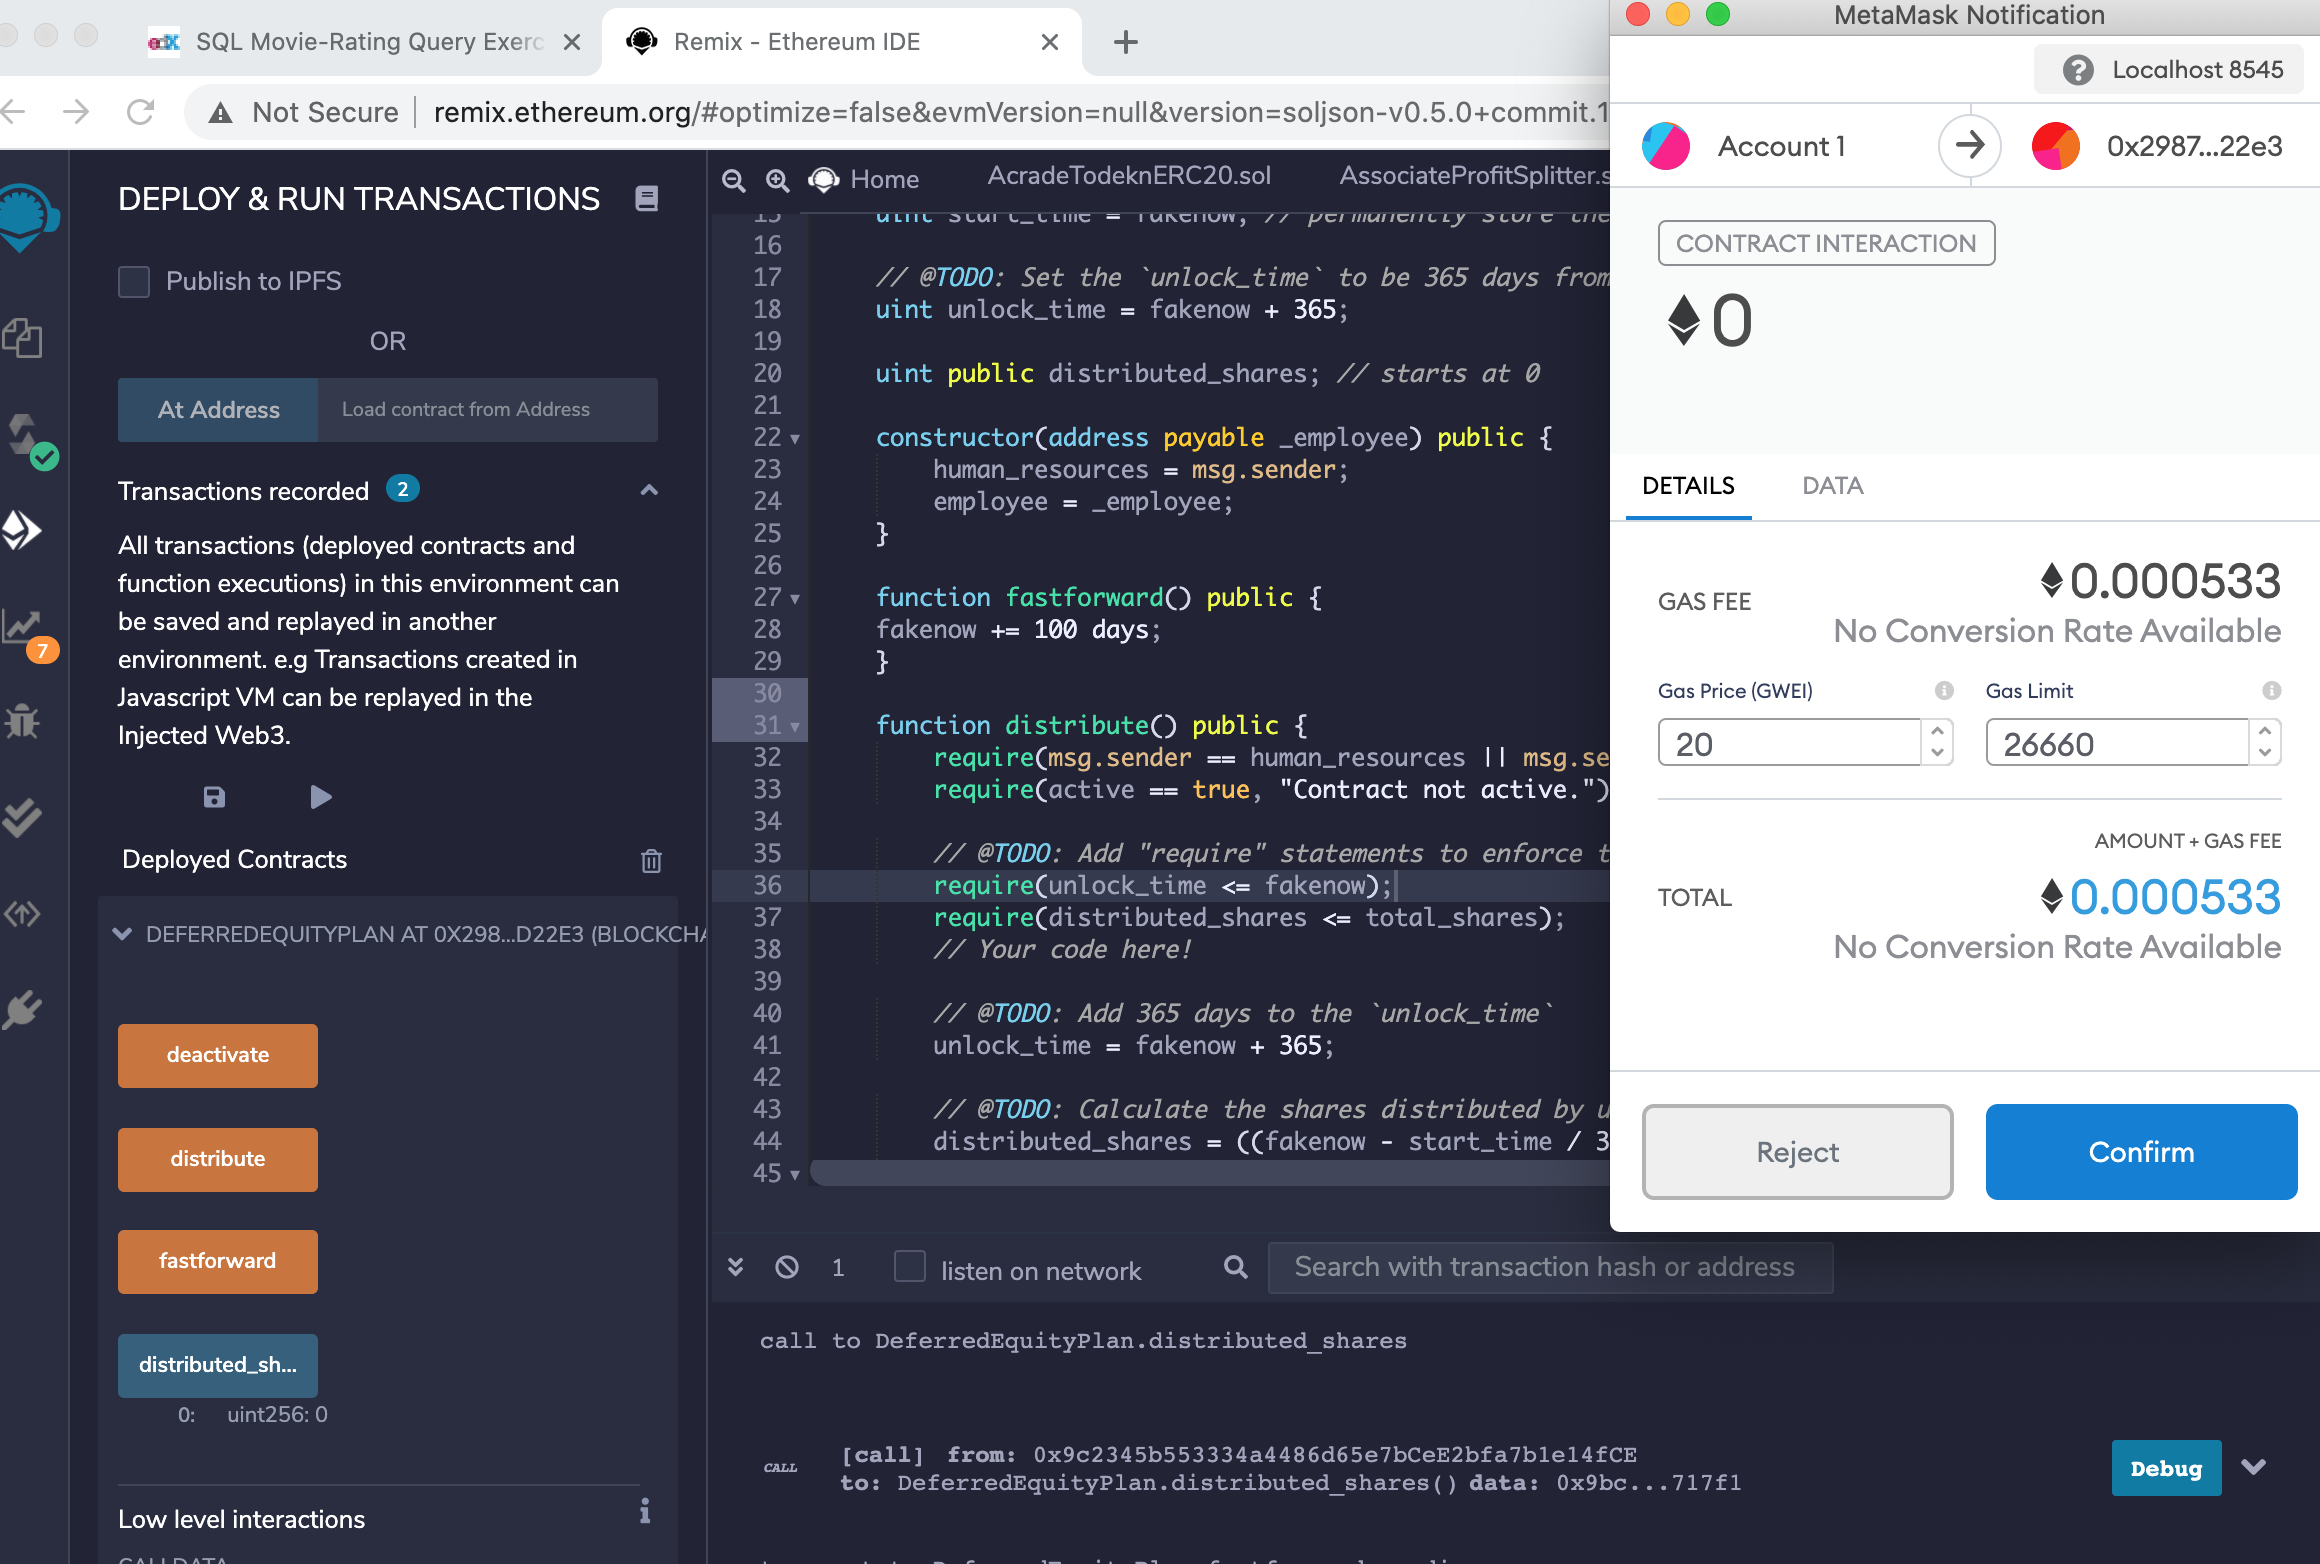 SQL Movie-Rating Query Exerc
Remix - Ethereum IDE
Not Secure
remix.ethereum.org/#optimize=false&evmVersion=null&version=soljson-v0.5.0+commit.1
DEPLOY & RUN TRANSACTIONS
Publish to IPFS
OR
At Address
Load contract from Address
Transactions recorded 2
All transactions (deployed contracts and
function executions) in this environment can
be saved and replayed in another
environment. e.g Transactions created in
Javascript VM can be replayed in the
Injected Web3.
7
Deployed Contracts
DEFERREDEQUITYPLAN AT 0X298...D22E3 (BLOCKCHA
deactivate
distribute
fastforward
distributed_sh...
0: uint256: 0
Low level interactions
CALLDATA
Home
AcradeTodeknERC20.sol
AssociateProfitSplitter.s
15 uint start_time = fakenow; // permanently store the
16
17 // @TODO: Set the `unlock_time` to be 365 days from
18 uint unlock_time = fakenow + 365;
19
20 uint public distributed_shares; // starts at 0
21
22 constructor(address payable _employee) public {
23 human_resources = msg.sender;
24 employee = _employee;
25 }
26
27 function fastforward() public {
28 fakenow += 100 days;
29 }
30
31 function distribute() public {
32 require(msg.sender == human_resources || msg.se
33 require(active == true, "Contract not active.")
34
35 // @TODO: Add "require" statements to enforce t
36 require(unlock_time <= fakenow);
37 require(distributed_shares <= total_shares);
38 // Your code here!
39
40 // @TODO: Add 365 days to the `unlock_time`
41 unlock_time = fakenow + 365;
42
43 // @TODO: Calculate the shares distributed by u
44 distributed_shares = ((fakenow - start_time / 3
45
1
listen on network
Search with transaction hash or address
call to DeferredEquityPlan.distributed_shares
CALL
[call] from: 0x9c2345b553334a4486d65e7bCeE2bfa7b1e14fCE
to: DeferredEquityPlan.distributed_shares() data: 0x9bc...717f1
Debug
MetaMask Notification
Localhost 8545
Account 1
0x2987...22e3
CONTRACT INTERACTION
0
DETAILS
DATA
GAS FEE
0.000533
No Conversion Rate Available
Gas Price (GWEI)
Gas Limit
20
26660
AMOUNT + GAS FEE
TOTAL
0.000533
No Conversion Rate Available
Reject
Confirm